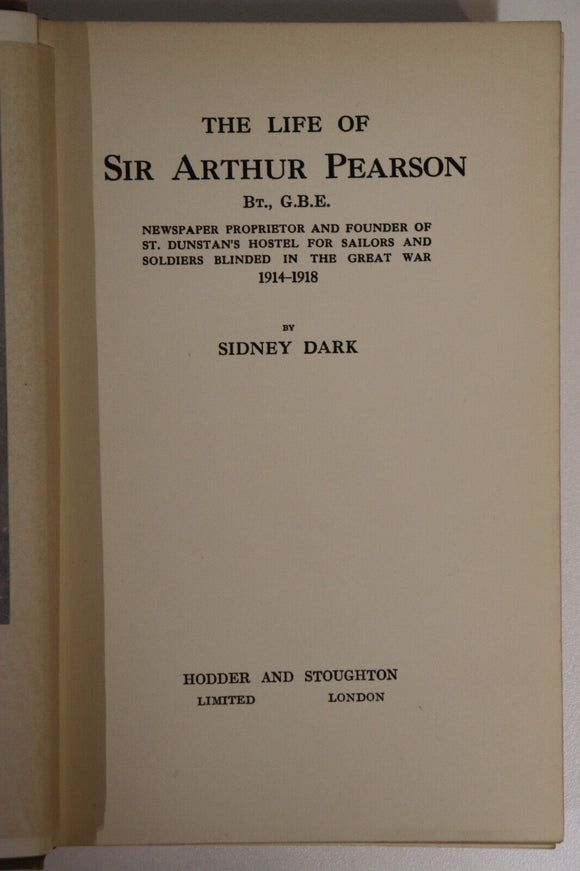 THE LIFE OF
SIR ARTHUR PEARSON
BT., G.B.E.
NEWSPAPER PROPRIETOR AND FOUNDER OF
ST. DUNSTAN'S HOSTEL FOR SAILORS AND
SOLDIERS BLINDED IN THE GREAT WAR
1914–1918
BY
SIDNEY DARK
HODDER AND STOUGHTON
LIMITED LONDON